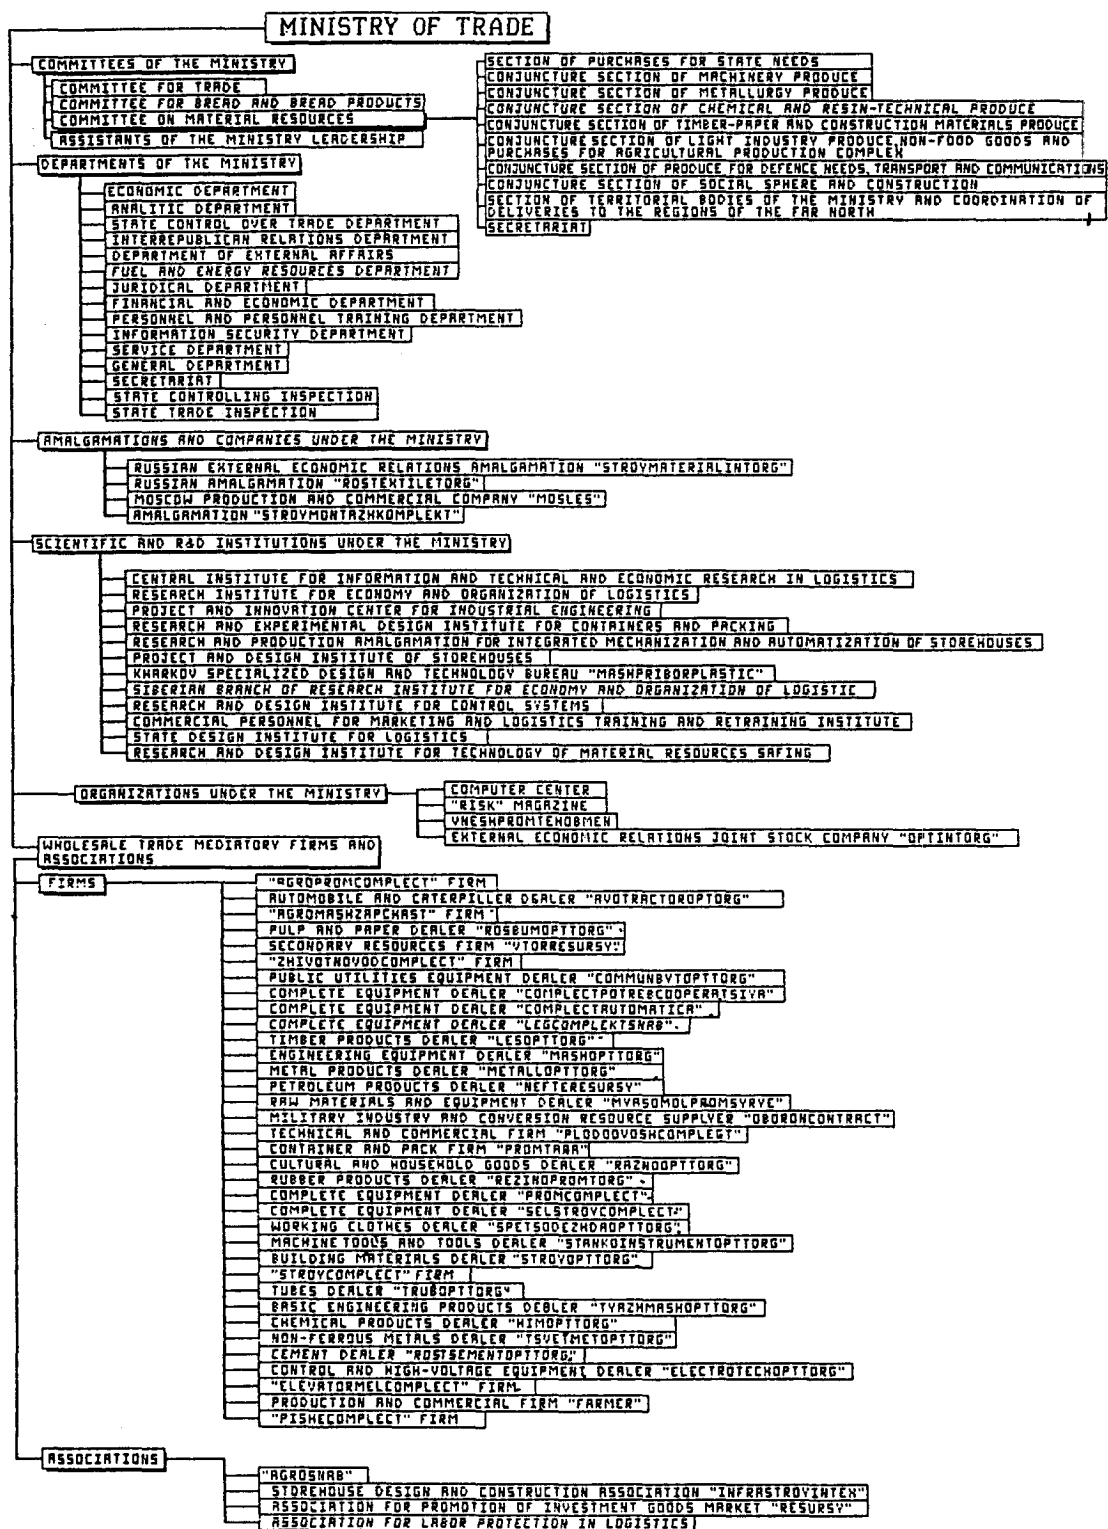 MINISTRY OF TRADE
COMMITTEES OF THE MINISTRY
COMMITTEE FOR TRADE
COMMITTEE FOR BREAD AND BREAD PRODUCTS
COMMITTEE ON MATERIAL RESOURCES
ASSISTANTS OF THE MINISTRY LEADERSHIP
SECTION OF PURCHASES FOR STATE NEEDS
CONJUNCTURE SECTION OF MACHINERY PRODUCE
CONJUNCTURE SECTION OF METALLURGY PRODUCE
CONJUNCTURE SECTION OF CHEMICAL AND RESIN-TECHNICAL PRODUCE
CONJUNCTURE SECTION OF TIMBER-PAPER AND CONSTRUCTION MATERIALS PRODUCE
CONJUNCTURE SECTION OF LIGHT INDUSTRY PRODUCE, NON-FOOD GOODS AND
PURCHASES FOR AGRICULTURAL PRODUCTION COMPLEX
CONJUNCTURE SECTION OF PRODUCE FOR DEFENCE NEEDS, TRANSPORT AND COMMUNICATIONS
CONJUNCTURE SECTION OF SOCIAL SPHERE AND CONSTRUCTION
SECTION OF TERRITORIAL BODIES OF THE MINISTRY AND COORDINATION OF
DELIVERIES TO THE REGIONS OF THE FAR NORTH
SECRETARIAT
DEPARTMENTS OF THE MINISTRY
ECONOMIC DEPARTMENT
ANALITIC DEPARTMENT
STATE CONTROL OVER TRADE DEPARTMENT
INTERREPUBLICAN RELATIONS DEPARTMENT
DEPARTMENT OF EXTERNAL AFFAIRS
FUEL AND ENERGY RESOURCES DEPARTMENT
JURIDICAL DEPARTMENT
FINANCIAL AND ECONOMIC DEPARTMENT
PERSONNEL AND PERSONNEL TRAINING DEPARTMENT
INFORMATION SECURITY DEPARTMENT
SERVICE DEPARTMENT
GENERAL DEPARTMENT
SECRETARIAT
STATE CONTROLLING INSPECTION
STATE TRADE INSPECTION
AMALGAMATIONS AND COMPANIES UNDER THE MINISTRY
RUSSIAN EXTERNAL ECONOMIC RELATIONS AMALGAMATION "STROYMATERIALINTORG"
RUSSIAN AMALGAMATION "ROSTEXTILETORG"
MOSCOW PRODUCTION AND COMMERCIAL COMPANY "MOSLES"
AMALGAMATION "STROYMONTAZHKOMPLEKT"
SCIENTIFIC AND R&D INSTITUTIONS UNDER THE MINISTRY
CENTRAL INSTITUTE FOR INFORMATION AND TECHNICAL AND ECONOMIC RESEARCH IN LOGISTICS
RESEARCH INSTITUTE FOR ECONOMY AND ORGANIZATION OF LOGISTICS
PROJECT AND INNOVATION CENTER FOR INDUSTRIAL ENGINEERING
RESEARCH AND EXPERIMENTAL DESIGN INSTITUTE FOR CONTAINERS AND PACKING
RESEARCH AND PRODUCTION AMALGAMATION FOR INTEGRATED MECHANIZATION AND AUTOMATIZATION OF STOREHOUSES
PROJECT AND DESIGN INSTITUTE OF STOREHOUSES
KHARKOV SPECIALIZED DESIGN AND TECHNOLOGY BUREAU "MASHPRIBORPLASTIC"
SIBERIAN BRANCH OF RESEARCH INSTITUTE FOR ECONOMY AND ORGANIZATION OF LOGISTIC
RESEARCH AND DESIGN INSTITUTE FOR CONTROL SYSTEMS
COMMERCIAL PERSONNEL FOR MARKETING AND LOGISTICS TRAINING AND RETRAINING INSTITUTE
STATE DESIGN INSTITUTE FOR LOGISTICS
RESEARCH AND DESIGN INSTITUTE FOR TECHNOLOGY OF MATERIAL RESOURCES SAFING
ORGANIZATIONS UNDER THE MINISTRY
COMPUTER CENTER
"RISK" MAGAZINE
VNESHPROMTEHOBMEN
EXTERNAL ECONOMIC RELATIONS JOINT STOCK COMPANY "OPTINTORG"
WHOLESALE TRADE MEDIATORY FIRMS AND
ASSOCIATIONS
FIRMS
"AGROPROMCOMPLECT" FIRM
AUTOMOBILE AND CATERPILLER DEALER "AVOTRACTOROPTORG"
"AGROMASHZAPCHAST" FIRM
PULP AND PAPER DEALER "ROSBUMOPTTORG"
SECONDARY RESOURCES FIRM "VTORRESURSY"
"ZHIVOTNOVODCOMPLECT" FIRM
PUBLIC UTILITIES EQUIPMENT DEALER "COMMUNBYTOPTTORG"
COMPLETE EQUIPMENT DEALER "COMPLECTPOTREBCOOPERATSIYA"
COMPLETE EQUIPMENT DEALER "COMPLECTAUTOMATICA"
COMPLETE EQUIPMENT DEALER "LEGCOMPLEKTSNAB"
TIMBER PRODUCTS DEALER "LESOPTTORG"
ENGINEERING EQUIPMENT DEALER "MASHOPTTORG"
METAL PRODUCTS DEALER "METALLOPTTORG"
PETROLEUM PRODUCTS DEALER "NEFTERESURSY"
RAW MATERIALS AND EQUIPMENT DEALER "MYASOMOLPROMSYRYE"
MILITARY INDUSTRY AND CONVERSION RESOURCE SUPPLYER "OBORONCONTRACT"
TECHNICAL AND COMMERCIAL FIRM "PLODOOVOSHCOMPLEGT"
CONTAINER AND PACK FIRM "PROMTARA"
CULTURAL AND HOUSEHOLD GOODS DEALER "RAZNOOPTTORG"
RUBBER PRODUCTS DEALER "REZINOPROMTORG"
COMPLETE EQUIPMENT DEALER "PROMCOMPLECT"
COMPLETE EQUIPMENT DEALER "SELSTROYCOMPLECT"
WORKING CLOTHES DEALER "SPETSODEZHDAOPTTORG"
MACHINE TOOLS AND TOOLS DEALER "STANKOINSTRUMENTOPTTORG"
BUILDING MATERIALS DEALER "STROYOPTTORG"
"STROYCOMPLECT" FIRM
TUBES DEALER "TRUBOPTTORG"
BASIC ENGINEERING PRODUCTS DEBLER "TYAZHMASHOPTTORG"
CHEMICAL PRODUCTS DEALER "HIMOPTTORG"
NON-FERROUS METALS DEALER "TSVETMETOPTTORG"
CEMENT DEALER "ROSTSEMENTOPTTORG"
CONTROL AND HIGH-VOLTAGE EQUIPMENT DEALER "ELECTROTECHOPTTORG"
"ELEVATORMELCOMPLECT" FIRM
PRODUCTION AND COMMERCIAL FIRM "FARMER"
"PISHECOMPLECT" FIRM
ASSOCIATIONS
"AGROSNAB"
STOREHOUSE DESIGN AND CONSTRUCTION ASSOCIATION "INFRASTROYINTEX"
ASSOCIATION FOR PROMOTION OF INVESTMENT GOODS MARKET "RESURSY"
ASSOCIATION FOR LABOR PROTECTION IN LOGISTICS